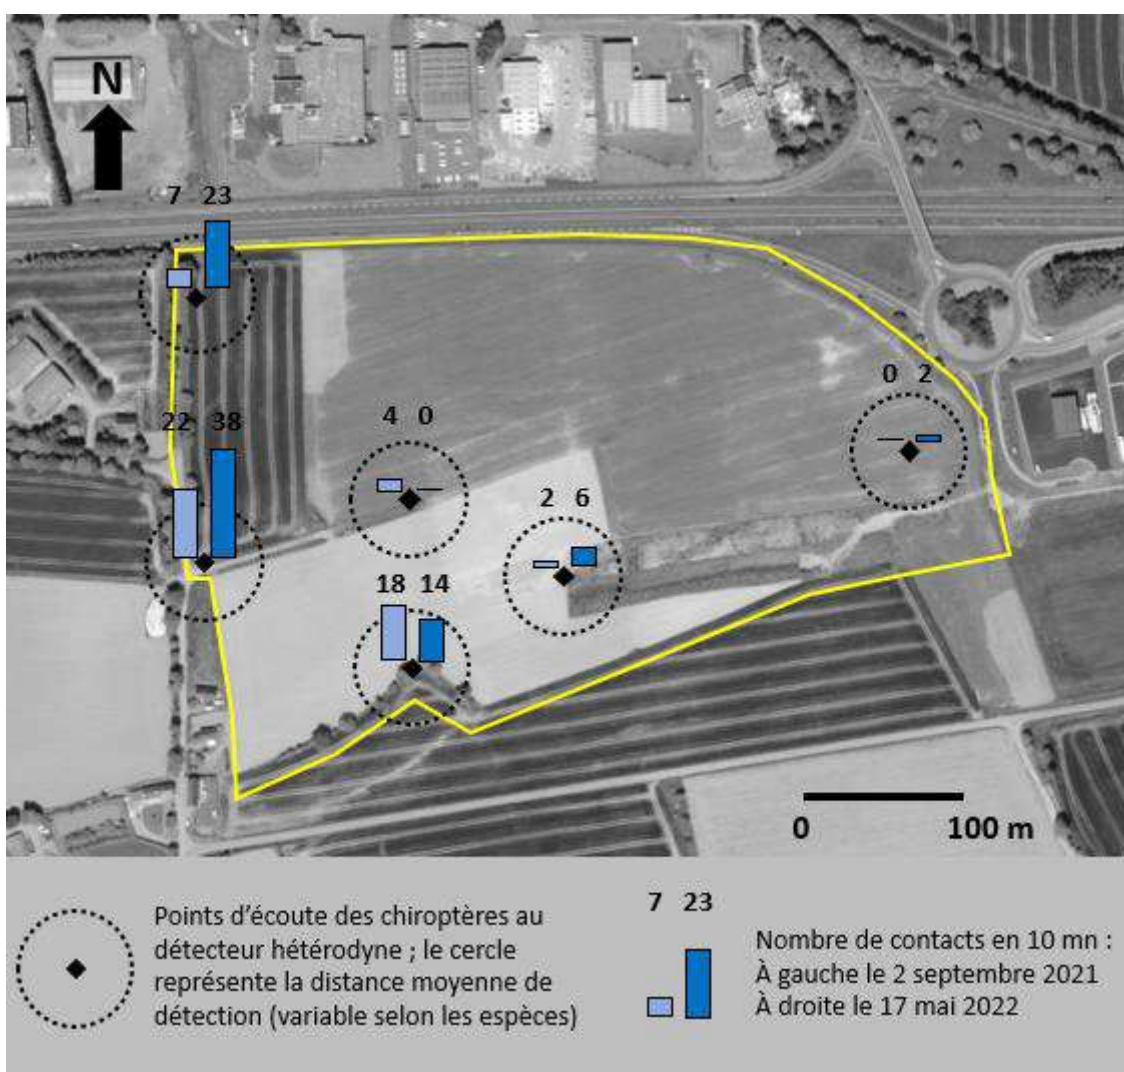 N
7 23
22 38
4 0
0 2
2 6
18 14
0 100 m
Points d'écoute des chiroptères au
détecteur hétérodyne ; le cercle
représente la distance moyenne de
détection (variable selon les espèces)
7 23
Nombre de contacts en 10 mn :
À gauche le 2 septembre 2021
À droite le 17 mai 2022